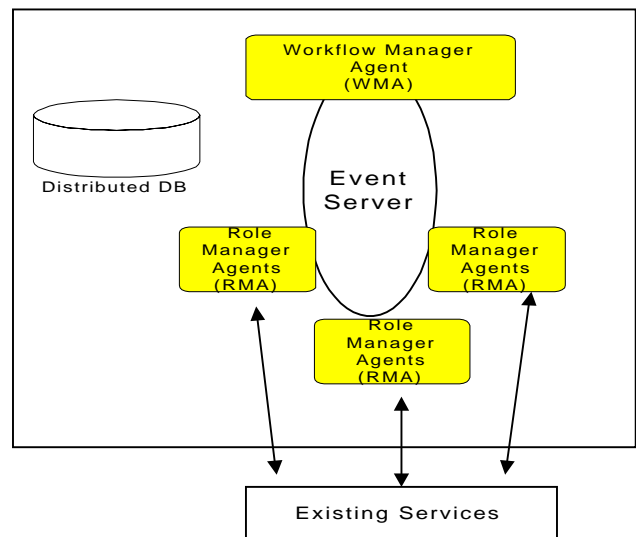 Workflow Manager
Agent
(WMA)
Distributed DB
Event
Server
Role
Manager
Agents
(RMA)
Role
Manager
Agents
(RMA)
Role
Manager
Agents
(RMA)
Existing Services